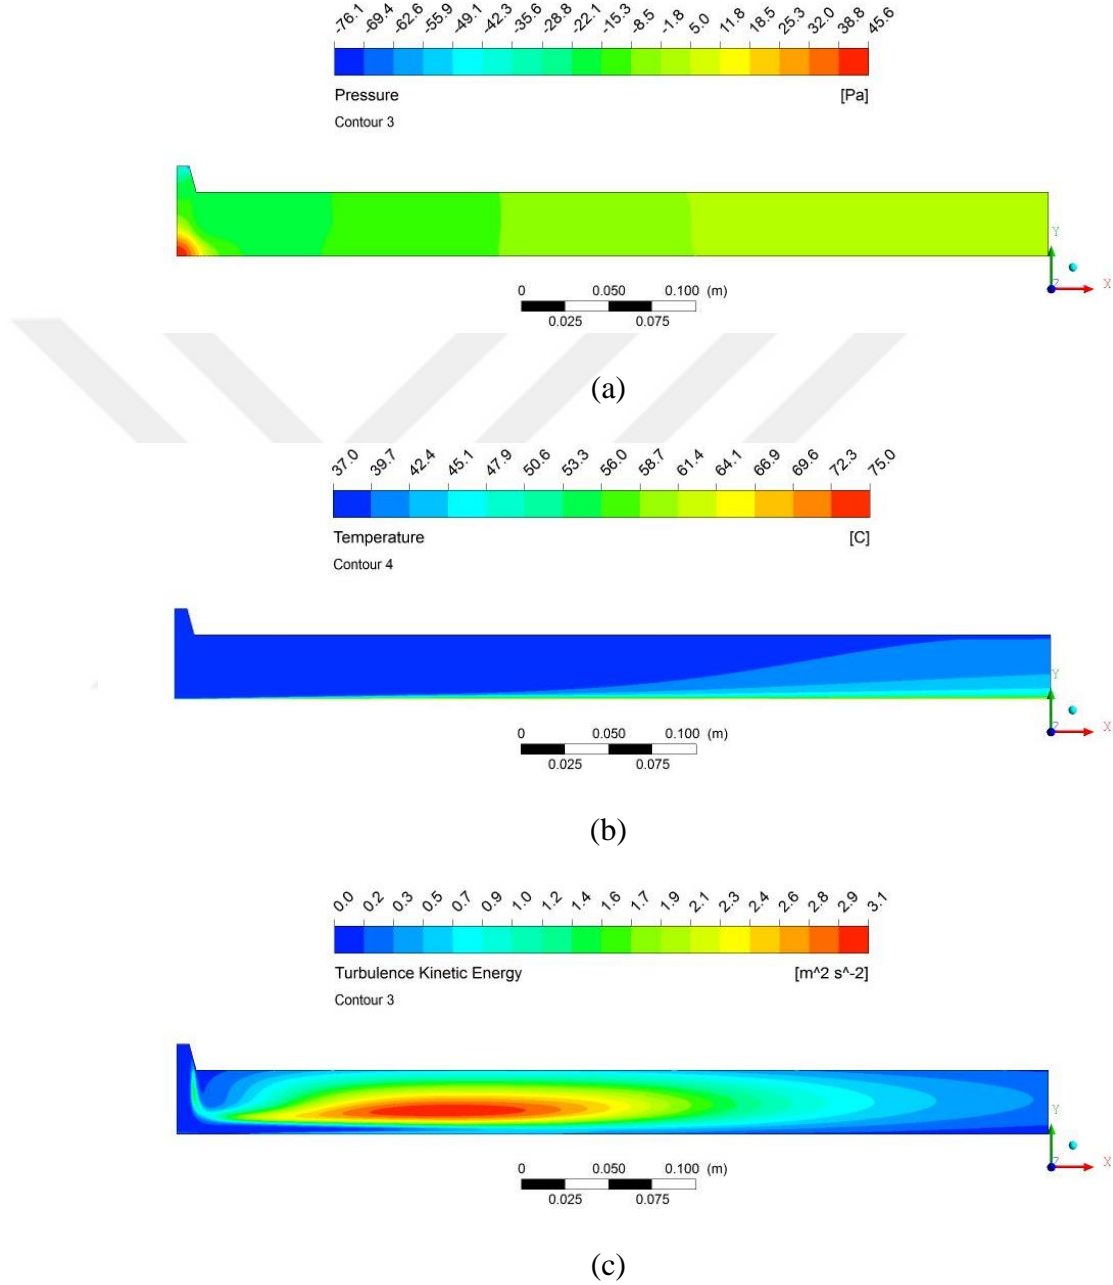 -76.1 -69.4 -62.6 -55.9 -49.1 -42.3 -35.6 -28.8 -22.1 -15.3 -8.5 -1.8 5.0 11.8 18.5 25.3 32.0 38.8 45.6
Pressure [Pa]
Contour 3
Y
Z X
0 0.050 0.100 (m)
0.025 0.075
(a)
37.0 39.7 42.4 45.1 47.9 50.6 53.3 56.0 58.7 61.4 64.1 66.9 69.6 72.3 75.0
Temperature [C]
Contour 4
Y
Z X
0 0.050 0.100 (m)
0.025 0.075
(b)
0.0 0.2 0.3 0.5 0.7 0.9 1.0 1.2 1.4 1.6 1.7 1.9 2.1 2.3 2.4 2.6 2.8 2.9 3.1
Turbulence Kinetic Energy [m^2 s^-2]
Contour 3
Y
Z X
0 0.050 0.100 (m)
0.025 0.075
(c)